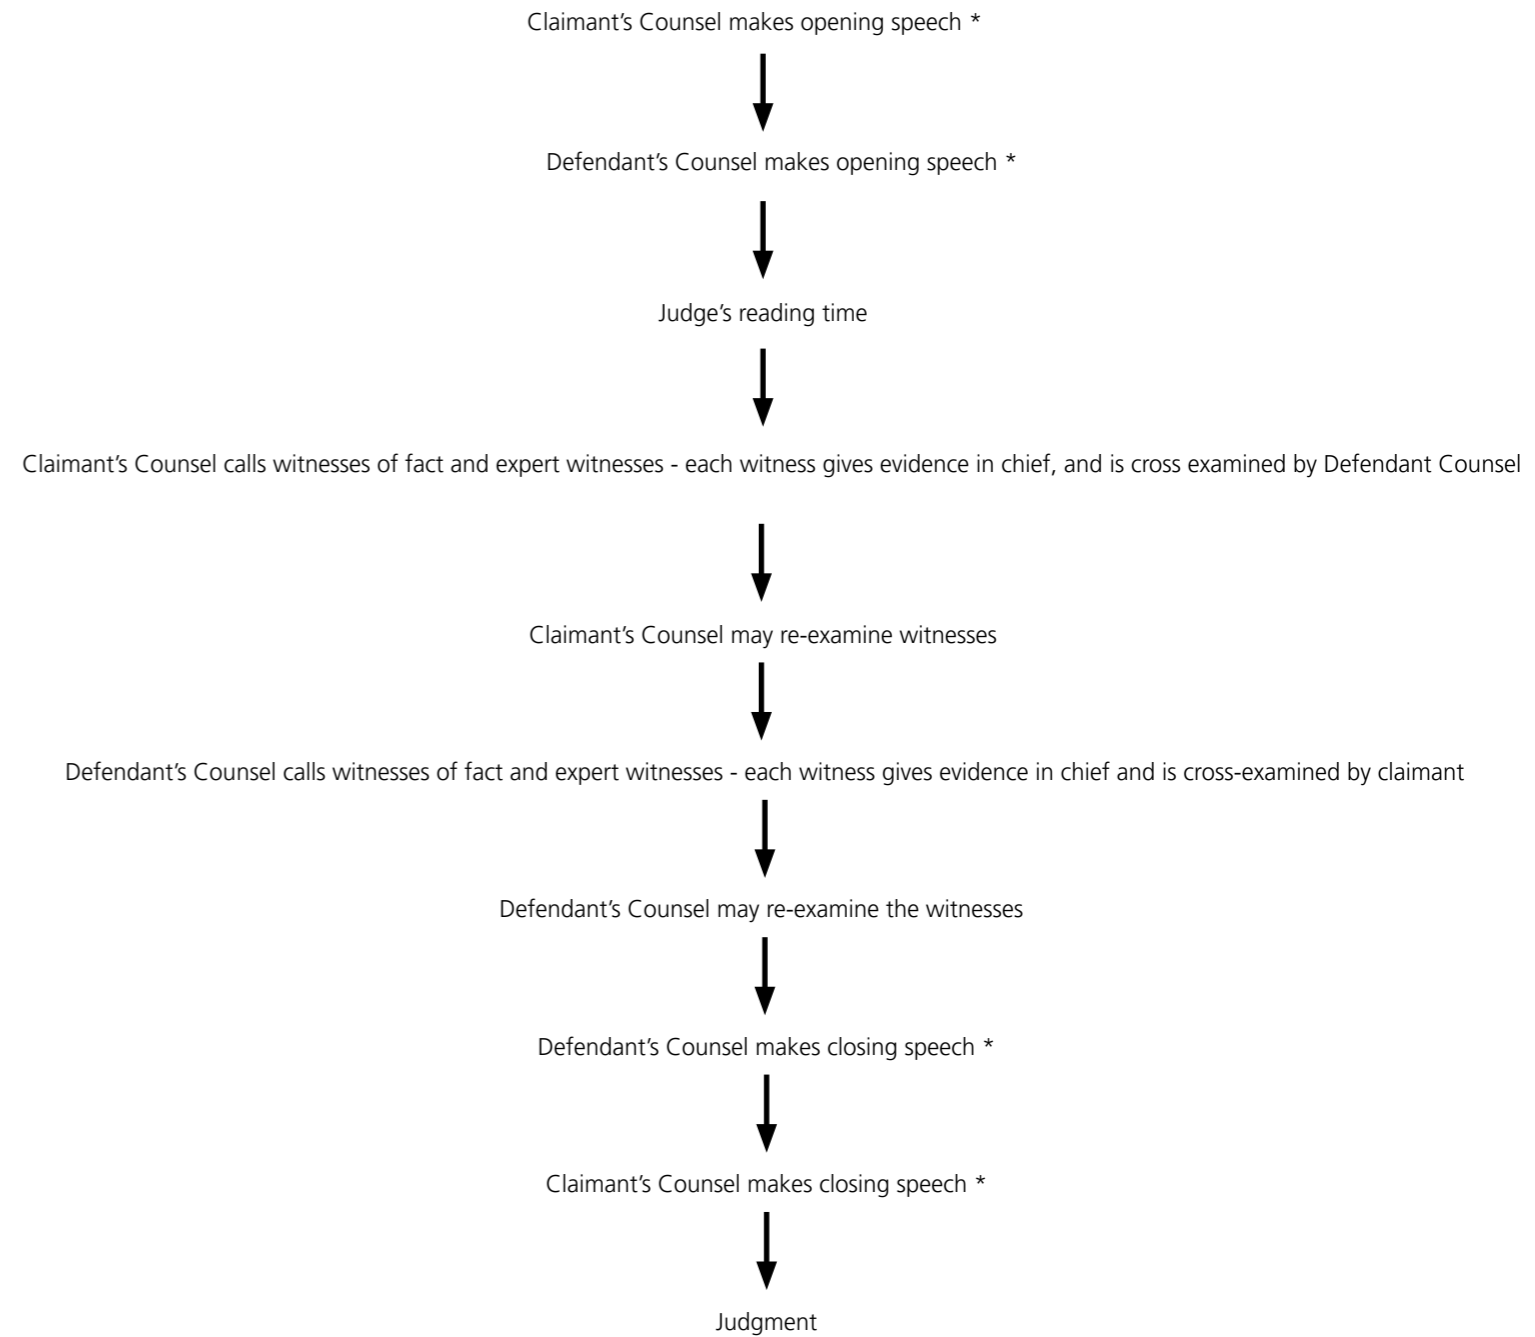 Claimant’s Counsel makes opening speech *
Defendant’s Counsel makes opening speech *
Judge’s reading time
Claimant’s Counsel calls witnesses of fact and expert witnesses - each witness gives evidence in chief, and is cross examined by Defendant Counsel
Claimant’s Counsel may re-examine witnesses
Defendant’s Counsel calls witnesses of fact and expert witnesses - each witness gives evidence in chief and is cross-examined by claimant
Defendant’s Counsel may re-examine the witnesses
Defendant’s Counsel makes closing speech *
Claimant’s Counsel makes closing speech *
Judgment